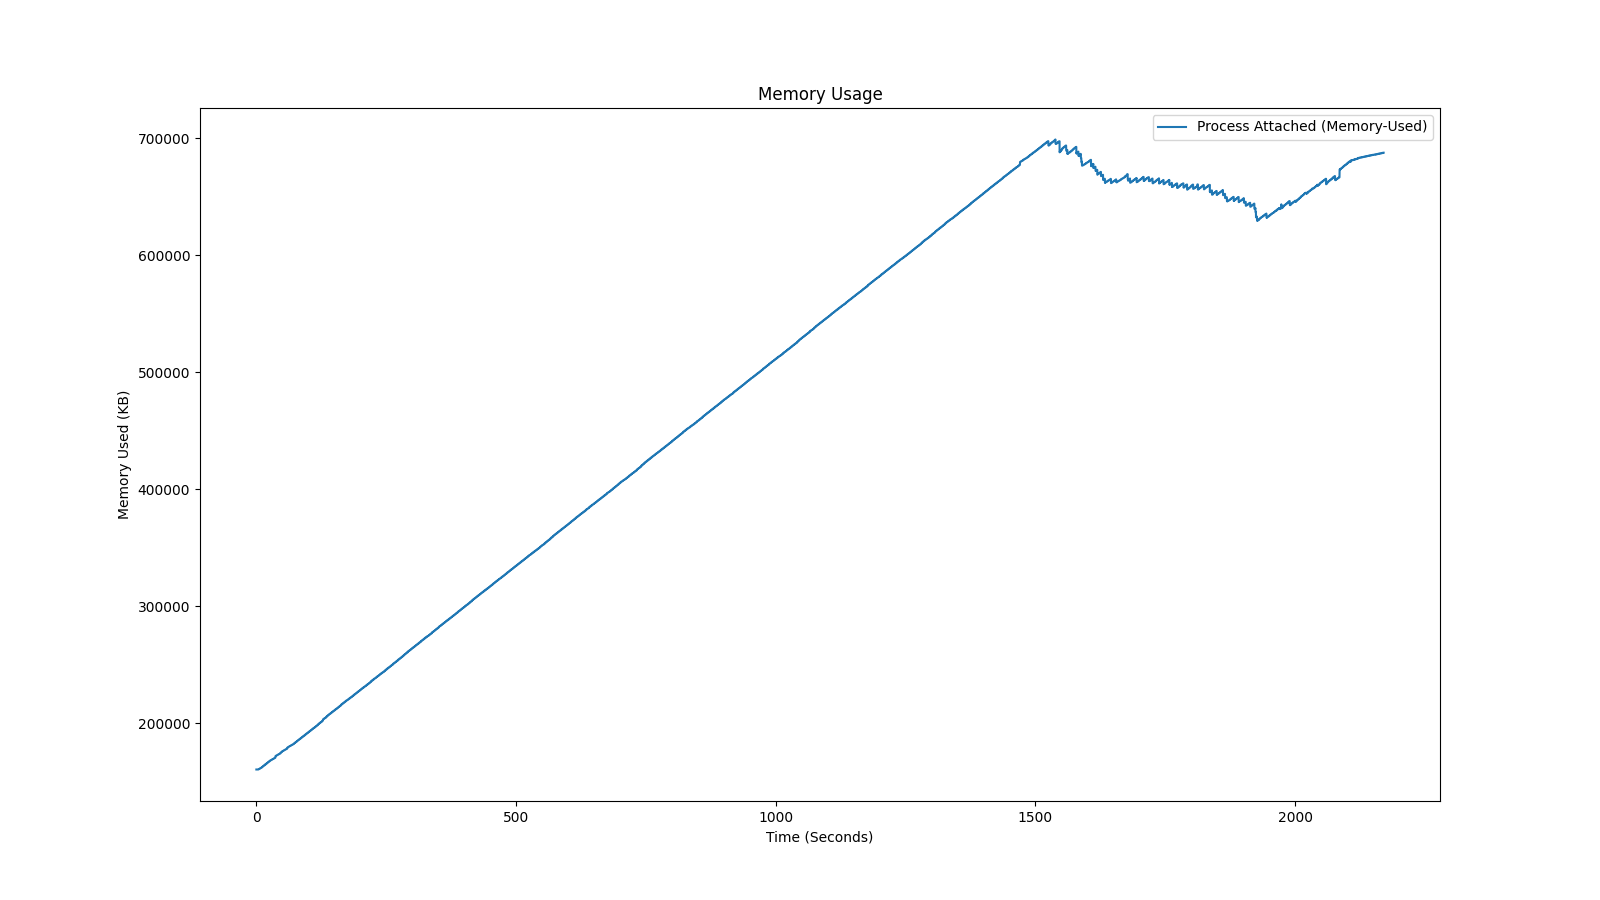 Memory Usage
Process Attached (Memory-Used)
700000
600000
500000
400000
300000
200000
Memory Used (KB)
0 500 1000 1500 2000
Time (Seconds)